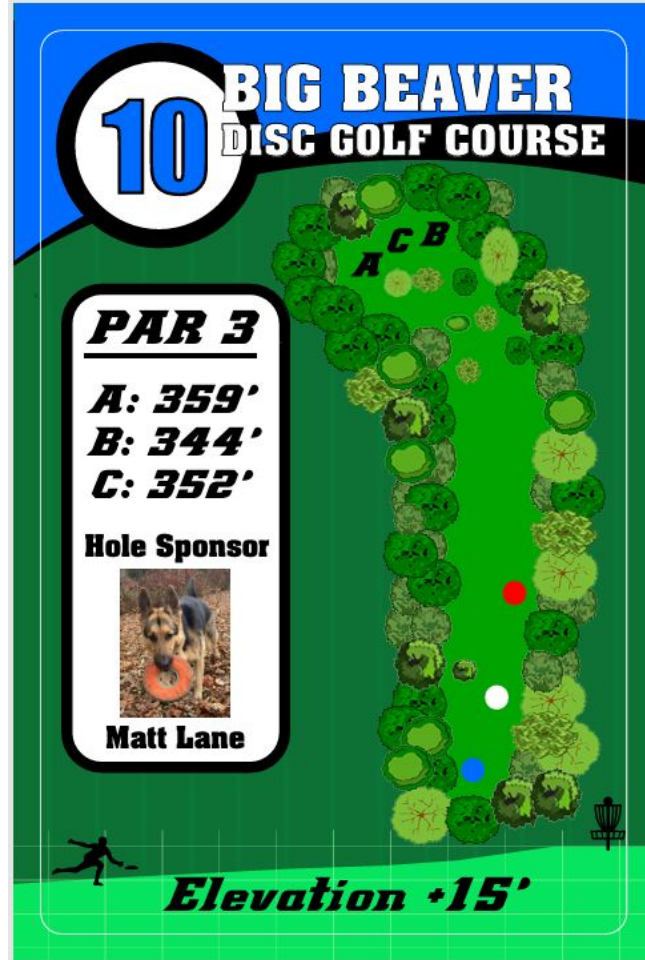 10
BIG BEAVER
DISC GOLF COURSE
A C B
PAR 3
A: 359'
B: 344'
C: 352'
Hole Sponsor
Matt Lane
Elevation +15'